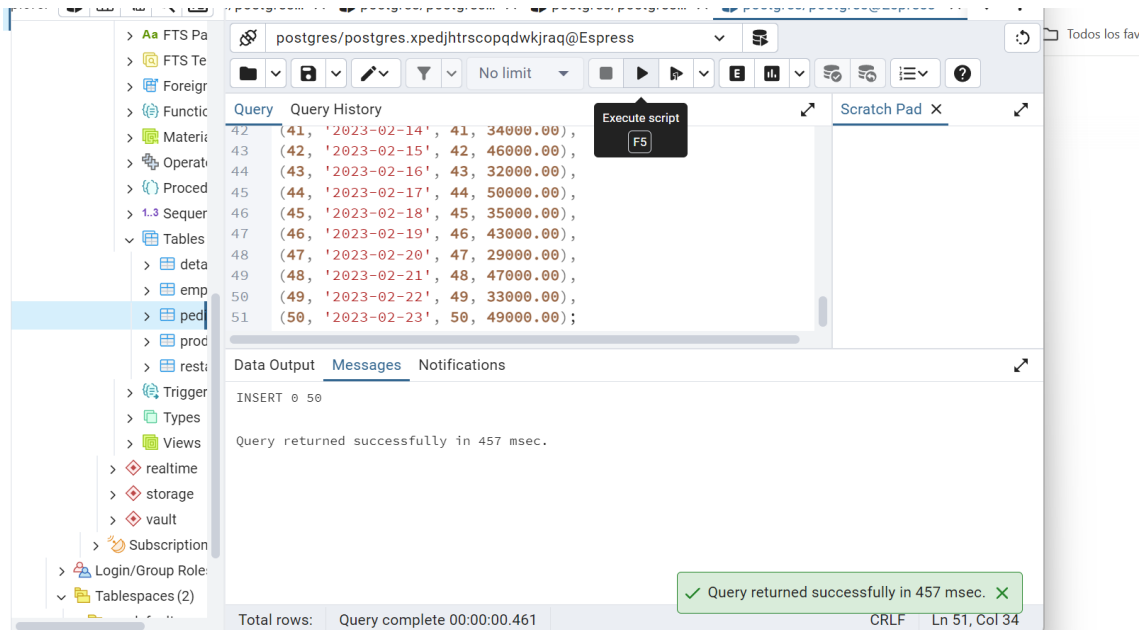 Aa FTS Pa
FTS Te
Foreigr
Functic
Materia
Operat
Proced
1..3 Sequer
Tables
deta
emp
pedi
prod
resta
Trigger
Types
Views
realtime
storage
vault
Subscription
Login/Group Role
Tablespaces (2)
postgres/postgres.xpedjhtrscopqdwkjraq@Espress
Todos los fav
No limit
E
Query Query History
Execute script
F5
Scratch Pad
42 (41, '2023-02-14', 41, 34000.00),
43 (42, '2023-02-15', 42, 46000.00),
44 (43, '2023-02-16', 43, 32000.00),
45 (44, '2023-02-17', 44, 50000.00),
46 (45, '2023-02-18', 45, 35000.00),
47 (46, '2023-02-19', 46, 43000.00),
48 (47, '2023-02-20', 47, 29000.00),
49 (48, '2023-02-21', 48, 47000.00),
50 (49, '2023-02-22', 49, 33000.00),
51 (50, '2023-02-23', 50, 49000.00);
Data Output Messages Notifications
INSERT 0 50
Query returned successfully in 457 msec.
Query returned successfully in 457 msec.
Total rows: Query complete 00:00:00.461 CRLF Ln 51, Col 34